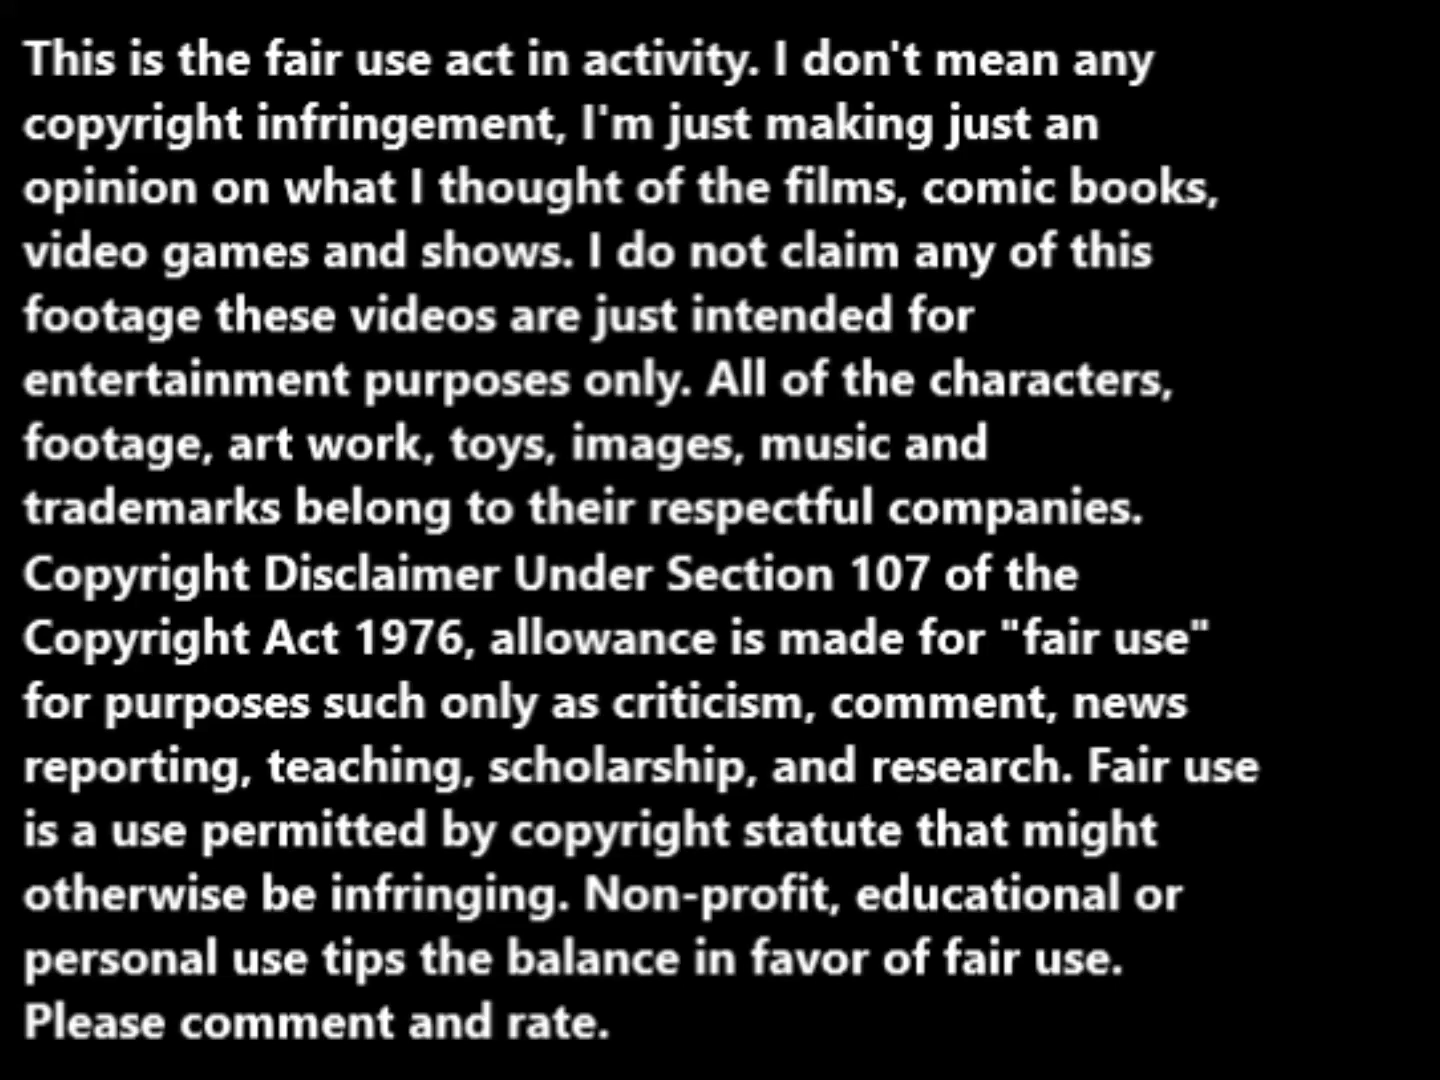 This is the fair use act in activity. I don't mean any
copyright infringement, I'm just making just an
opinion on what I thought of the films, comic books,
video games and shows. I do not claim any of this
footage these videos are just intended for
entertainment purposes only. All of the characters,
footage, art work, toys, images, music and
trademarks belong to their respectful companies.
Copyright Disclaimer Under Section 107 of the
Copyright Act 1976, allowance is made for "fair use"
for purposes such only as criticism, comment, news
reporting, teaching, scholarship, and research. Fair use
is a use permitted by copyright statute that might
otherwise be infringing. Non-profit, educational or
personal use tips the balance in favor of fair use.
Please comment and rate.